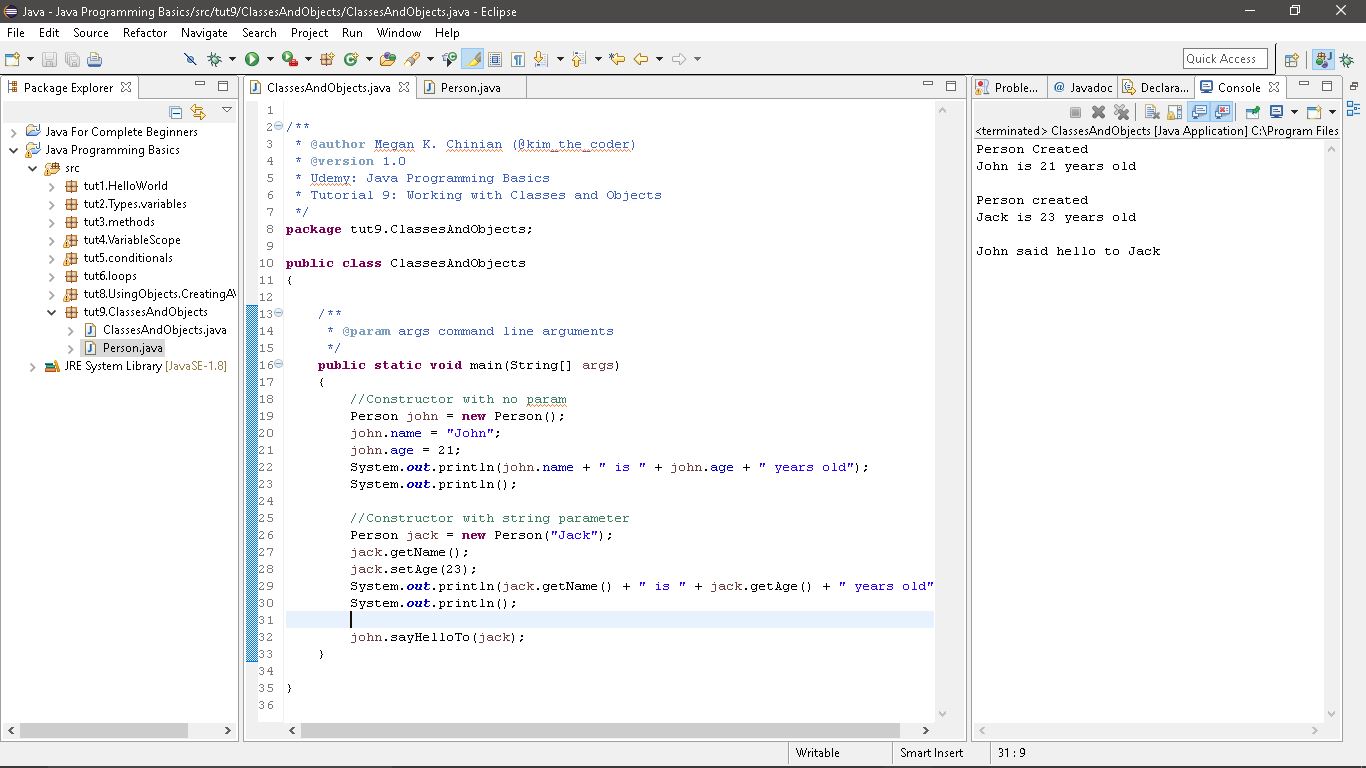 Java - Java Programming Basics/src/tut9/ClassesAndObjects/ClassesAndObjects.java - Eclipse
File Edit Source Refactor Navigate Search Project Run Window Help
Quick Access
Package Explorer
Java For Complete Beginners
Java Programming Basics
src
tut1.HelloWorld
tut2.Types.variables
tut3.methods
tut4.VariableScope
tut5.conditionals
tut6.loops
tut8.UsingObjects.CreatingAV
tut9.ClassesAndObjects
ClassesAndObjects.java
Person.java
JRE System Library [JavaSE-1.8]
ClassesAndObjects.java Person.java
1
2 /**
3 * @author Megan K. Chinian (@kim_the_coder)
4 * @version 1.0
5 * Udemy: Java Programming Basics
6 * Tutorial 9: Working with Classes and Objects
7 */
8 package tut9.ClassesAndObjects;
9
10 public class ClassesAndObjects
11 {
12
13 /**
14 * @param args command line arguments
15 */
16 public static void main(String[] args)
17 {
18 //Constructor with no param
19 Person john = new Person();
20 john.name = "John";
21 john.age = 21;
22 System.out.println(john.name + " is " + john.age + " years old");
23 System.out.println();
24
25 //Constructor with string parameter
26 Person jack = new Person("Jack");
27 jack.getName();
28 jack.setAge(23);
29 System.out.println(jack.getName() + " is " + jack.getAge() + " years old"
30 System.out.println();
31
32 john.sayHelloTo(jack);
33 }
34
35 }
36
Proble... @ Javadoc Declara... Console
<terminated> ClassesAndObjects [Java Application] C:\Program Files
Person Created
John is 21 years old
Person created
Jack is 23 years old
John said hello to Jack
Writable Smart Insert 31 : 9